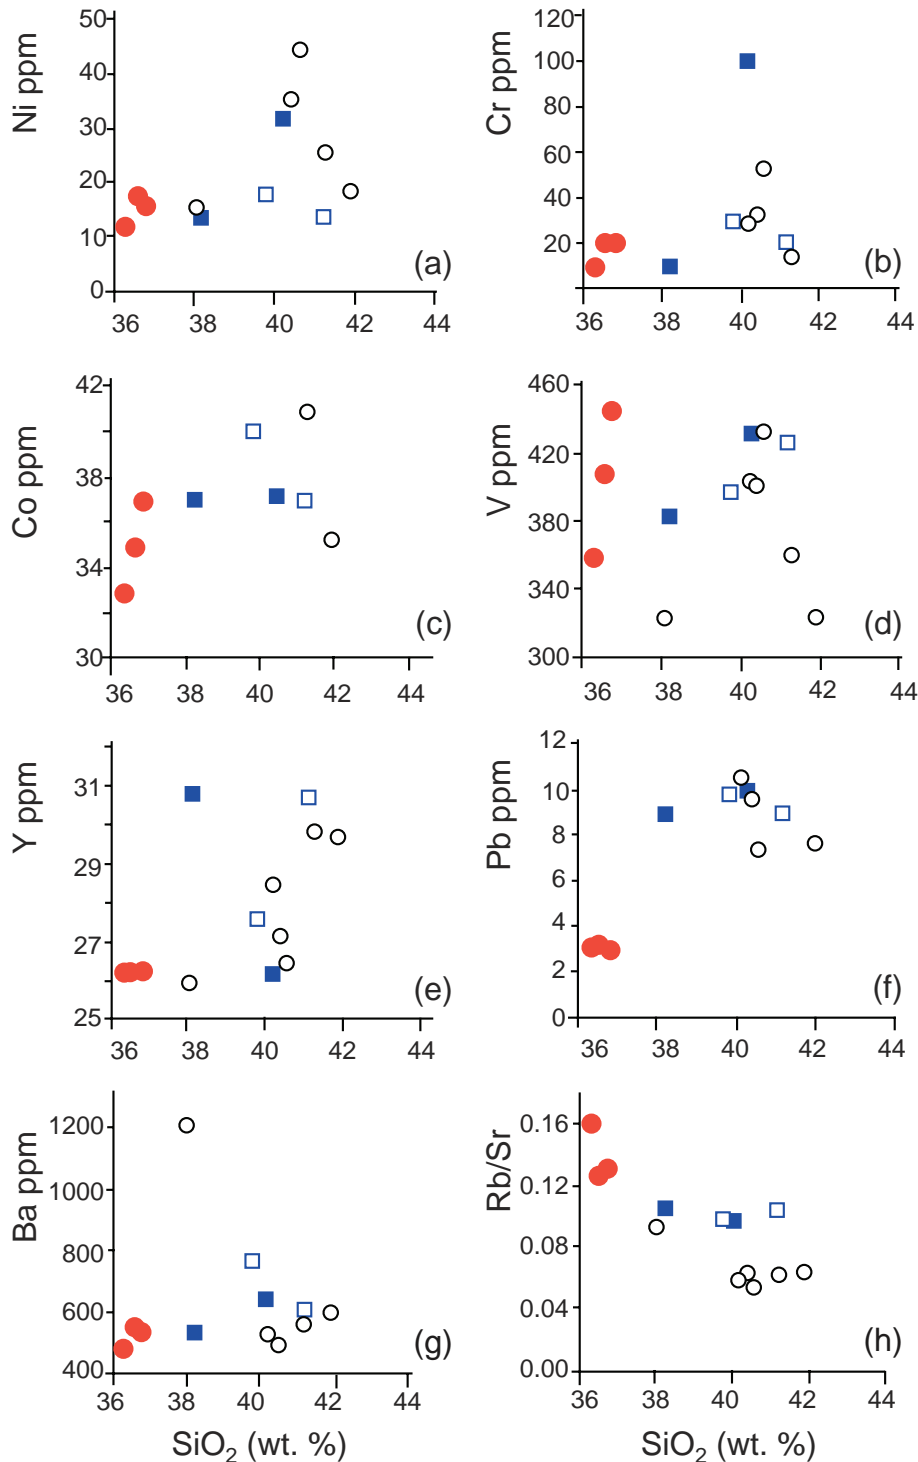 50
40
30
20
10
0
Ni ppm
(a)
36 38 40 42 44
120
100
80
60
40
20
Cr ppm
(b)
36 38 40 42 44
42
38
34
30
Co ppm
(c)
36 38 40 42 44
460
420
380
340
300
V ppm
(d)
36 38 40 42 44
31
29
26
25
Y ppm
(e)
36 38 40 42 44
12
10
8
6
4
2
0
Pb ppm
(f)
36 38 40 42 44
1200
1000
800
600
400
Ba ppm
(g)
36 38 40 42 44
SiO₂ (wt. %)
0.16
0.12
0.08
0.04
0.00
Rb/Sr
(h)
36 38 40 42 44
SiO₂ (wt. %)